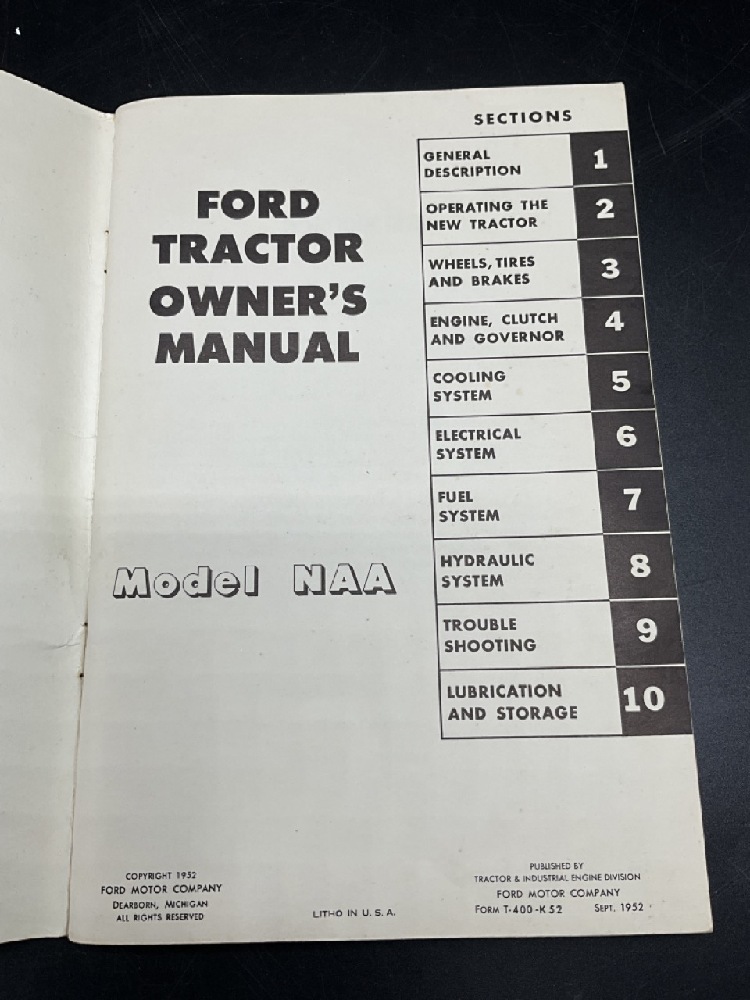 FORD
TRACTOR
OWNER'S
MANUAL
Model NAA
SECTIONS
GENERAL
DESCRIPTION 1
OPERATING THE
NEW TRACTOR 2
WHEELS, TIRES
AND BRAKES 3
ENGINE, CLUTCH
AND GOVERNOR 4
COOLING
SYSTEM 5
ELECTRICAL
SYSTEM 6
FUEL
SYSTEM 7
HYDRAULIC
SYSTEM 8
TROUBLE
SHOOTING 9
LUBRICATION
AND STORAGE 10
COPYRIGHT 1952
FORD MOTOR COMPANY
DEARBORN, MICHIGAN
ALL RIGHTS RESERVED
LITHO IN U.S.A.
PUBLISHED BY
TRACTOR & INDUSTRIAL ENGINE DIVISION
FORD MOTOR COMPANY
FORM T-400-K52 SEPT. 1952